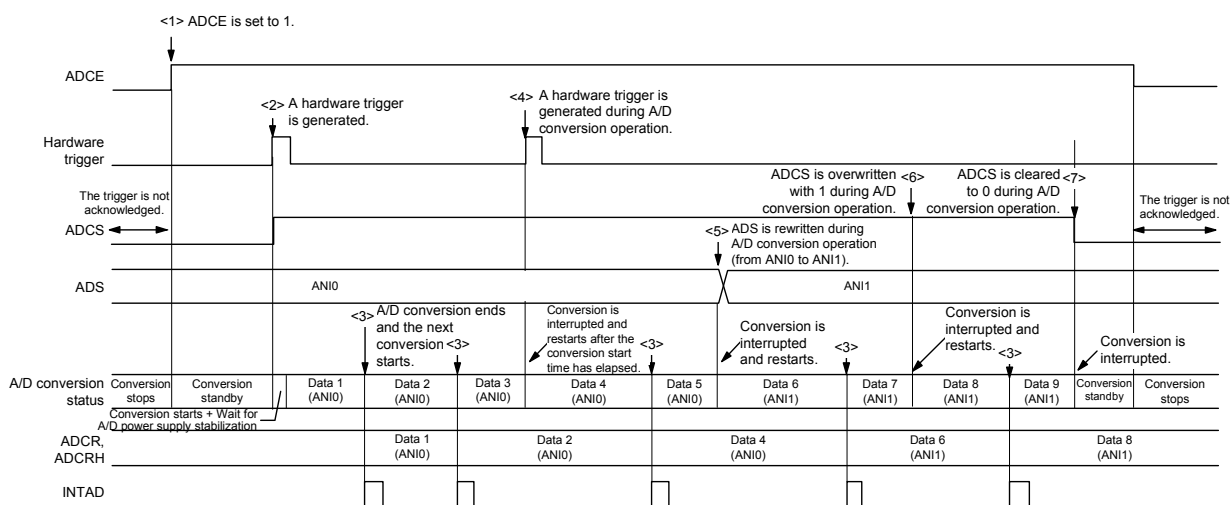 <1> ADCE is set to 1.
ADCE
<2> A hardware trigger
is generated.
<4> A hardware trigger is
generated during A/D
conversion operation.
Hardware
trigger
The trigger is not
acknowledged.
ADCS
ADCS is overwritten <6>
with 1 during A/D
conversion operation.
ADCS is cleared <7>
to 0 during A/D
conversion operation.
The trigger is not
acknowledged.
<5> ADS is rewritten during
A/D conversion operation
(from ANI0 to ANI1).
ADS
ANI0
ANI1
<3> A/D conversion ends
and the next
conversion <3>
starts.
Conversion is
interrupted and
restarts after the <3>
conversion start
time has elapsed.
Conversion is
interrupted
and restarts.
<3>
Conversion is
interrupted and
restarts.
<3>
Conversion is
interrupted.
A/D conversion
status
Conversion
stops
Conversion
standby
Data 1
(ANI0)
Data 2
(ANI0)
Data 3
(ANI0)
Data 4
(ANI0)
Data 5
(ANI0)
Data 6
(ANI1)
Data 7
(ANI1)
Data 8
(ANI1)
Data 9
(ANI1)
Conversion
standby
Conversion
stops
Conversion starts + Wait for
A/D power supply stabilization
ADCR,
ADCRH
Data 1
(ANI0)
Data 2
(ANI0)
Data 4
(ANI0)
Data 6
(ANI1)
Data 8
(ANI1)
INTAD